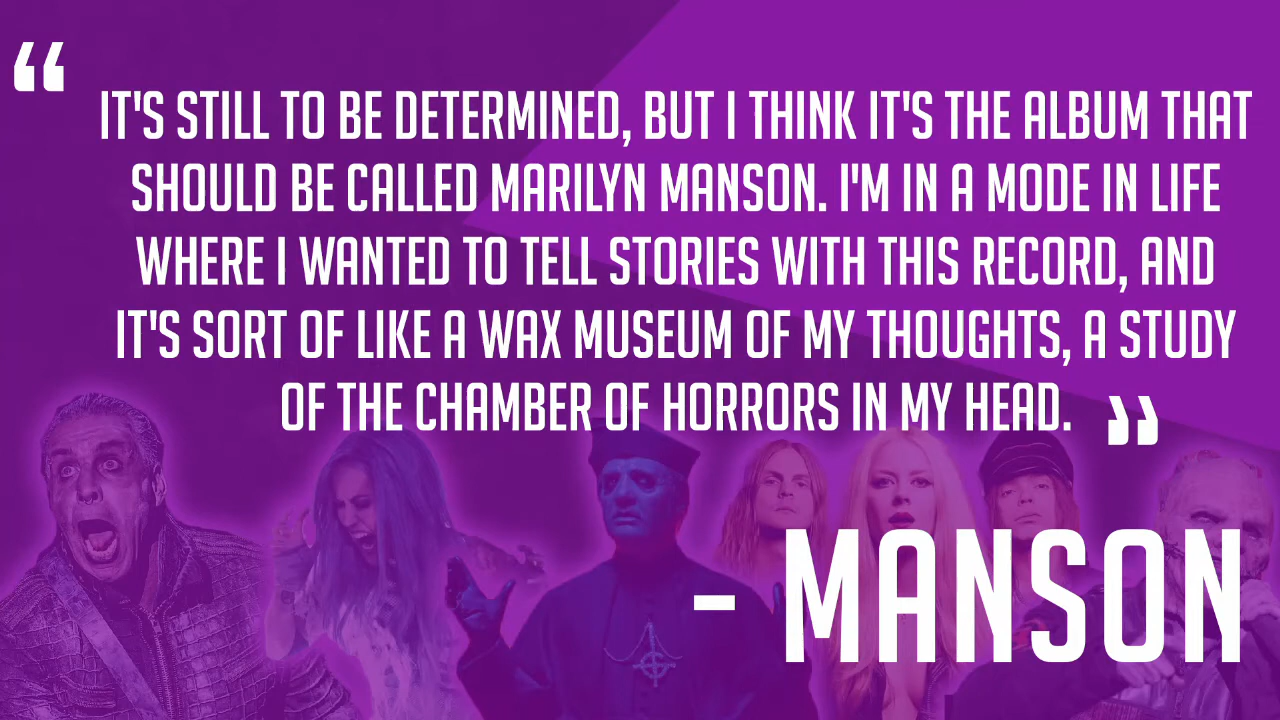 “
IT'S STILL TO BE DETERMINED, BUT I THINK IT'S THE ALBUM THAT
SHOULD BE CALLED MARILYN MANSON. I'M IN A MODE IN LIFE
WHERE I WANTED TO TELL STORIES WITH THIS RECORD, AND
IT'S SORT OF LIKE A WAX MUSEUM OF MY THOUGHTS, A STUDY
OF THE CHAMBER OF HORRORS IN MY HEAD. ”
- MANSON